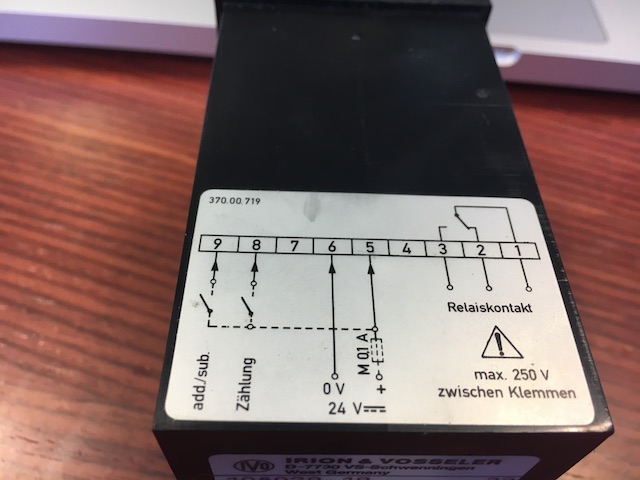 370.00.719
9 8 7 6 5 4 3 2 1
Relaiskontakt
add/sub.
Zählung
M 0,1 A
0 V +
24 V
max. 250 V
zwischen Klemmen
IVO
IRION & VOSSELER
D-7730 VS-Schwenningen
West Germany